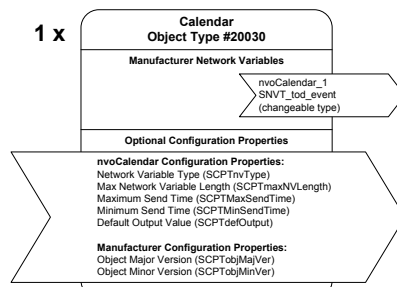 1 x
Calendar
Object Type #20030
Manufacturer Network Variables
nvoCalendar_1
SNVT_tod_event
(changeable type)
Optional Configuration Properties
nvoCalendar Configuration Properties:
Network Variable Type (SCPTnvType)
Max Network Variable Length (SCPTmaxNVLength)
Maximum Send Time (SCPTMaxSendTime)
Minimum Send Time (SCPTMinSendTime)
Default Output Value (SCPTdefOutput)
Manufacturer Configuration Properties:
Object Major Version (SCPTobjMajVer)
Object Minor Version (SCPTobjMinVer)